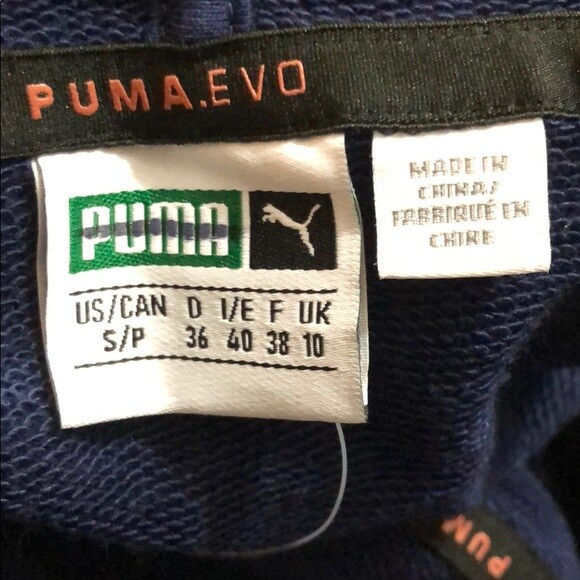 PUMA.EVO
PUMA
US/CAN D I/E F UK
S/P 36 40 38 10
MADE IN
CHINA/
FABRIQUÉ EN
CHINE
PUM